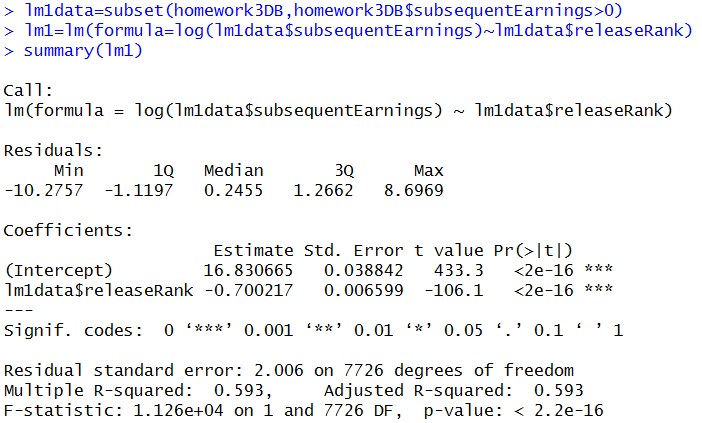 > lm1data=subset(homework3DB,homework3DB$subsequentEarnings>0)
> lm1=lm(formula=log(lm1data$subsequentEarnings)~lm1data$releaseRank)
> summary(lm1)
Call:
lm(formula = log(lm1data$subsequentEarnings) ~ lm1data$releaseRank)
Residuals:
Min 1Q Median 3Q Max
-10.2757 -1.1197 0.2455 1.2662 8.6969
Coefficients:
Estimate Std. Error t value Pr(>|t|)
(Intercept) 16.830665 0.038842 433.3 <2e-16 ***
lm1data$releaseRank -0.700217 0.006599 -106.1 <2e-16 ***
---
Signif. codes: 0 ‘***’ 0.001 ‘**’ 0.01 ‘*’ 0.05 ‘.’ 0.1 ‘ ’ 1
Residual standard error: 2.006 on 7726 degrees of freedom
Multiple R-squared: 0.593, Adjusted R-squared: 0.593
F-statistic: 1.126e+04 on 1 and 7726 DF, p-value: < 2.2e-16